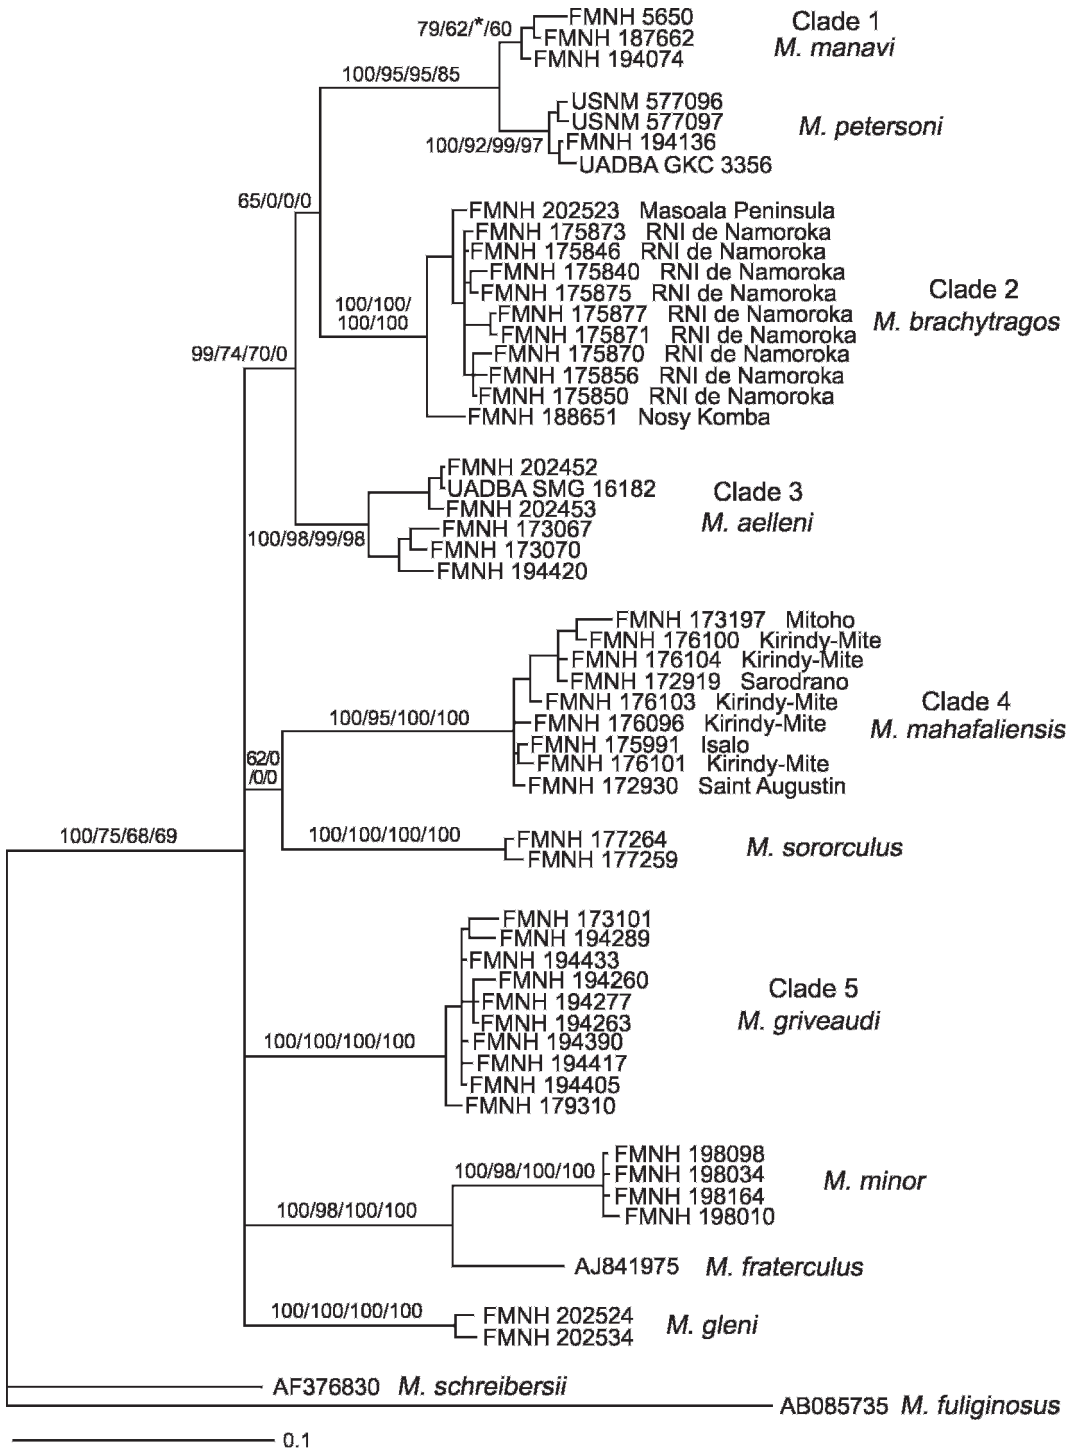 FMNH 5650
79/62/*/60
FMNH 187662
FMNH 194074
Clade 1
M. manavi
100/95/95/85
USNM 577096
USNM 577097
FMNH 194136
UADBA GKC 3356
100/92/99/97
M. petersoni
65/0/0/0
FMNH 202523 Masoala Peninsula
FMNH 175873 RNI de Namoroka
FMNH 175846 RNI de Namoroka
FMNH 175840 RNI de Namoroka
FMNH 175875 RNI de Namoroka
FMNH 175877 RNI de Namoroka
FMNH 175871 RNI de Namoroka
FMNH 175870 RNI de Namoroka
FMNH 175856 RNI de Namoroka
FMNH 175850 RNI de Namoroka
FMNH 188651 Nosy Komba
100/100/
100/100
Clade 2
M. brachytragos
99/74/70/0
FMNH 202452
UADBA SMG 16182
FMNH 202453
FMNH 173067
FMNH 173070
FMNH 194420
100/98/99/98
Clade 3
M. aelleni
FMNH 173197 Mitoho
FMNH 176100 Kirindy-Mite
FMNH 176104 Kirindy-Mite
FMNH 172919 Sarodrano
FMNH 176103 Kirindy-Mite
FMNH 176096 Kirindy-Mite
FMNH 175991 Isalo
FMNH 176101 Kirindy-Mite
FMNH 172930 Saint Augustin
100/95/100/100
Clade 4
M. mahafaliensis
62/0
/0/0
100/100/100/100
FMNH 177264
FMNH 177259
M. sororculus
100/75/68/69
FMNH 173101
FMNH 194289
FMNH 194433
FMNH 194260
FMNH 194277
FMNH 194263
FMNH 194390
FMNH 194417
FMNH 194405
FMNH 179310
100/100/100/100
Clade 5
M. griveaudi
FMNH 198098
FMNH 198034
FMNH 198164
FMNH 198010
100/98/100/100
M. minor
100/98/100/100
AJ841975 M. fraterculus
100/100/100/100
FMNH 202524
FMNH 202534
M. gleni
AF376830 M. schreibersii
AB085735 M. fuliginosus
0.1